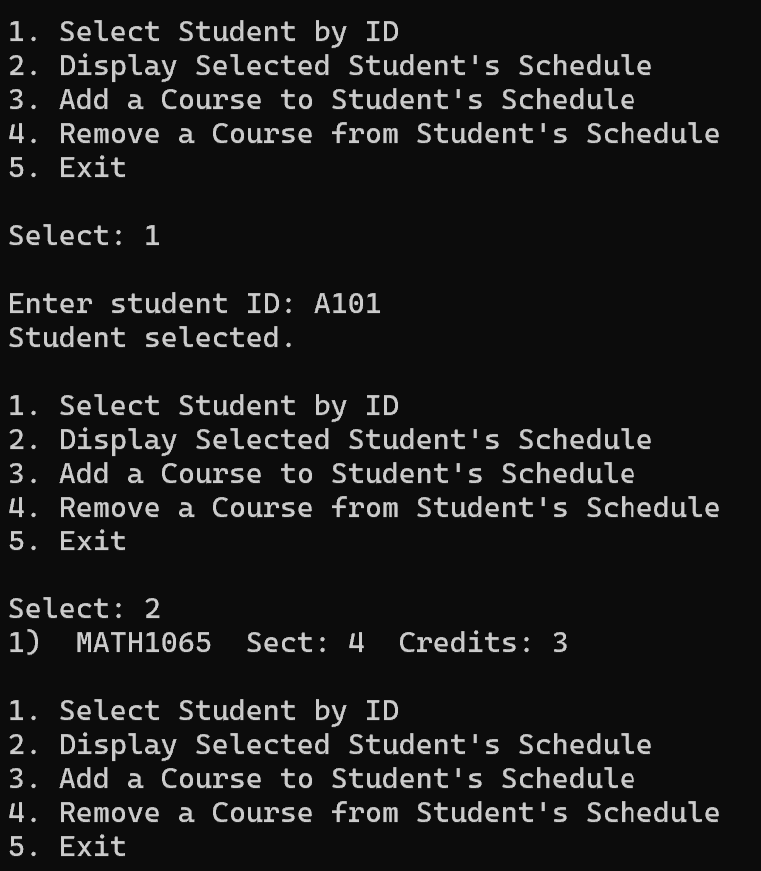 1. Select Student by ID
2. Display Selected Student's Schedule
3. Add a Course to Student's Schedule
4. Remove a Course from Student's Schedule
5. Exit
Select: 1
Enter student ID: A101
Student selected.
1. Select Student by ID
2. Display Selected Student's Schedule
3. Add a Course to Student's Schedule
4. Remove a Course from Student's Schedule
5. Exit
Select: 2
1)  MATH1065  Sect: 4  Credits: 3
1. Select Student by ID
2. Display Selected Student's Schedule
3. Add a Course to Student's Schedule
4. Remove a Course from Student's Schedule
5. Exit